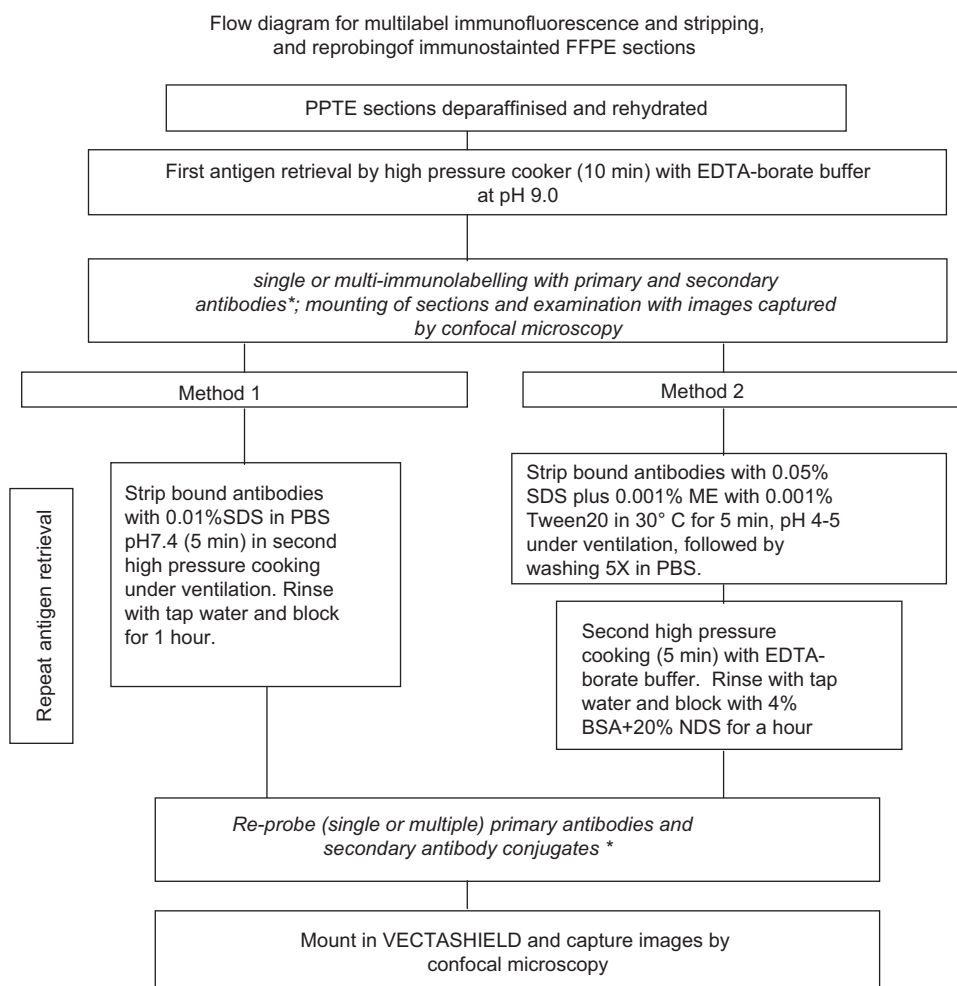 Flow diagram for multilabel immunofluorescence and stripping,
and reprobingof immunostainted FFPE sections
PPTE sections deparaffinised and rehydrated
First antigen retrieval by high pressure cooker (10 min) with EDTA-borate buffer
at pH 9.0
single or multi-immunolabelling with primary and secondary
antibodies*; mounting of sections and examination with images captured
by confocal microscopy
Method 1
Method 2
Repeat antigen retrieval
Strip bound antibodies
with 0.01%SDS in PBS
pH7.4 (5 min) in second
high pressure cooking
under ventilation. Rinse
with tap water and block
for 1 hour.
Strip bound antibodies with 0.05%
SDS plus 0.001% ME with 0.001%
Tween20 in 30° C for 5 min, pH 4-5
under ventilation, followed by
washing 5X in PBS.
Second high pressure
cooking (5 min) with EDTA-
borate buffer. Rinse with tap
water and block with 4%
BSA+20% NDS for a hour
Re-probe (single or multiple) primary antibodies and
secondary antibody conjugates *
Mount in VECTASHIELD and capture images by
confocal microscopy